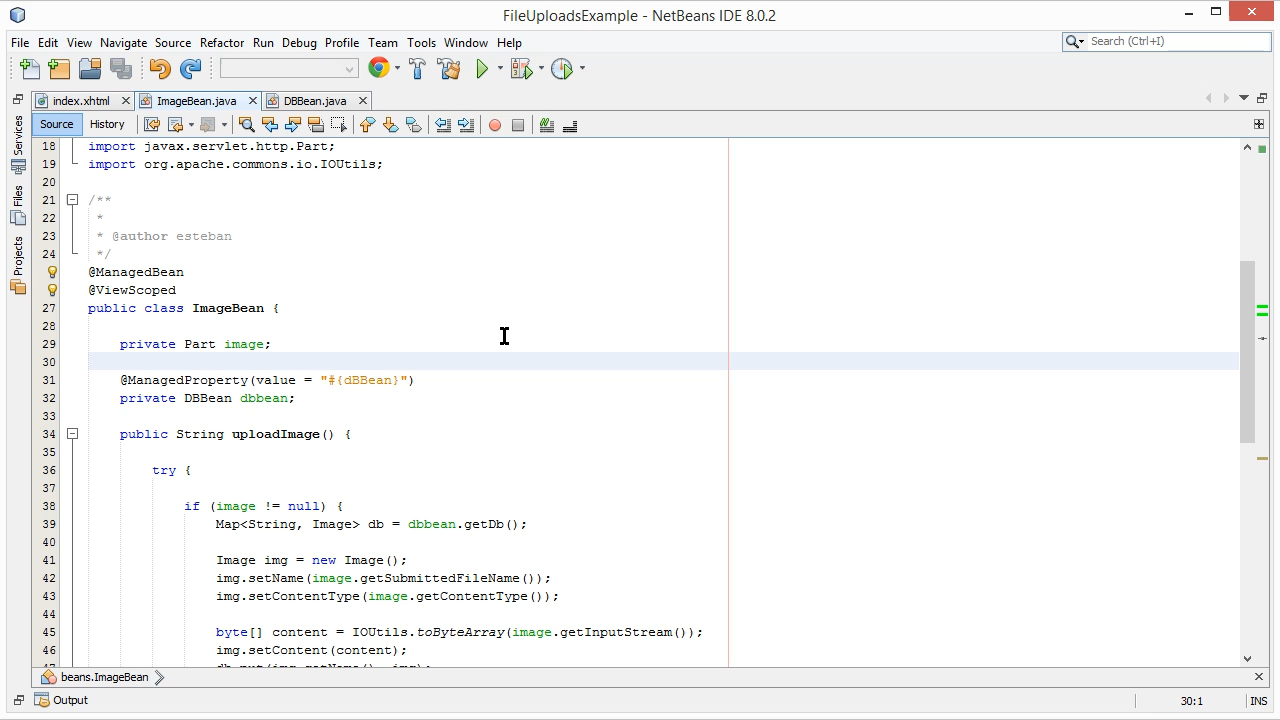 FileUploadsExample - NetBeans IDE 8.0.2
File Edit View Navigate Source Refactor Run Debug Profile Team Tools Window Help
Search (Ctrl+I)
index.xhtml ImageBean.java DBBean.java
Source History
Services
Files
Projects
18 import javax.servlet.http.Part;
19 import org.apache.commons.io.IOUtils;
20
21 /**
22 *
23 * @author esteban
24 */
@ManagedBean
@ViewScoped
27 public class ImageBean {
28
29 private Part image;
30
31 @ManagedProperty(value = "#{dBBean}")
32 private DBBean dbbean;
33
34 public String uploadImage() {
35
36 try {
37
38 if (image != null) {
39 Map<String, Image> db = dbbean.getDb();
40
41 Image img = new Image();
42 img.setName(image.getSubmittedFileName());
43 img.setContentType(image.getContentType());
44
45 byte[] content = IOUtils.toByteArray(image.getInputStream());
46 img.setContent(content);
47 db.put(img.getName(), img);
beans.ImageBean
Output
30:1 INS